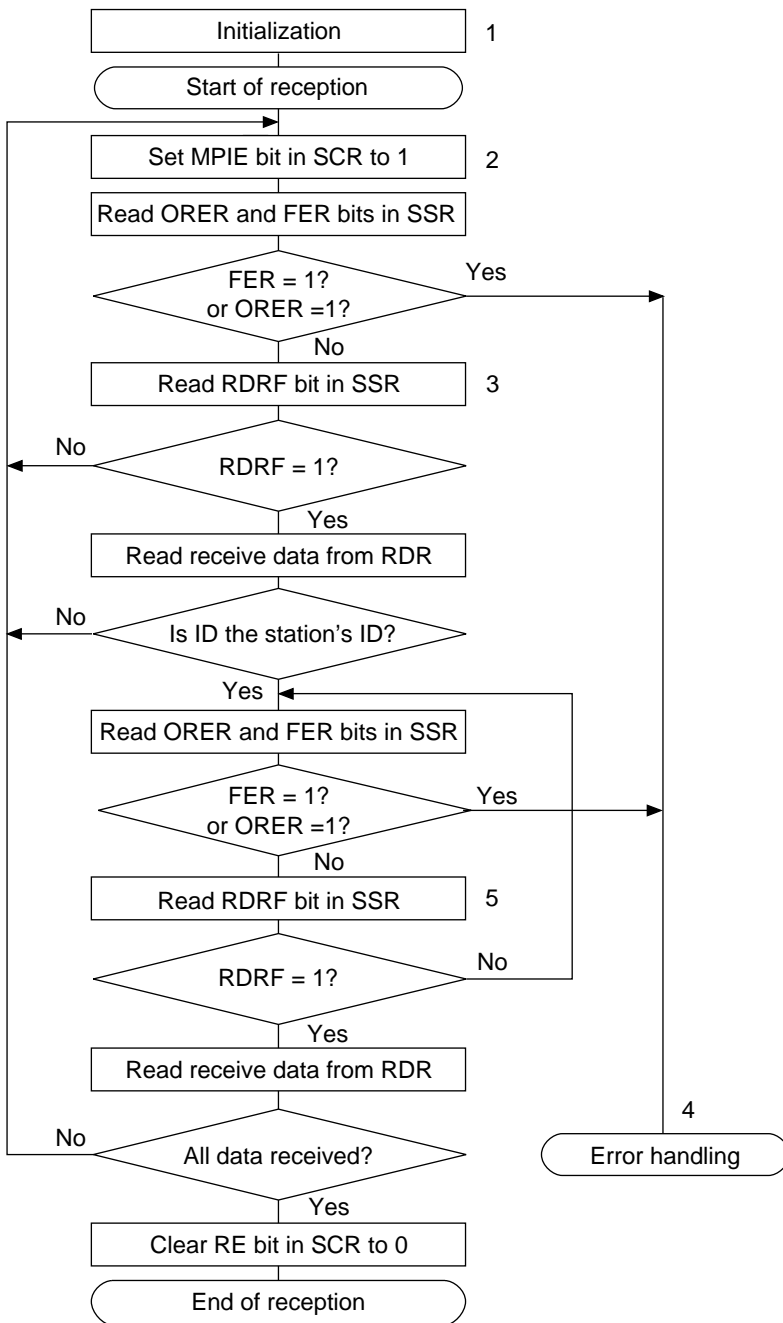 Initialization
1
Start of reception
Set MPIE bit in SCR to 1
2
Read ORER and FER bits in SSR
FER = 1?
or ORER =1?
Yes
No
Read RDRF bit in SSR
3
No
RDRF = 1?
Yes
Read receive data from RDR
No
Is ID the station's ID?
Yes
Read ORER and FER bits in SSR
FER = 1?
or ORER =1?
Yes
No
Read RDRF bit in SSR
5
RDRF = 1?
No
Yes
Read receive data from RDR
4
No
All data received?
Error handling
Yes
Clear RE bit in SCR to 0
End of reception